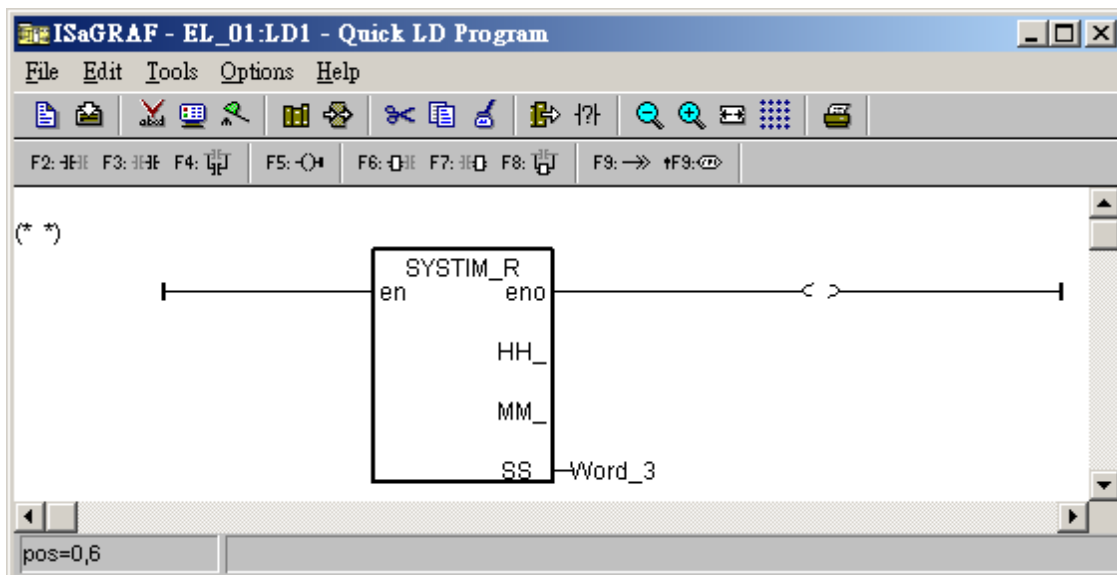 ISaGRAF - EL_01:LD1 - Quick LD Program
File Edit Tools Options Help
F2: F3: F4: F5: F6: F7: F8: F9: ↑F9:
(* *)
SYSTIM_R
en eno
HH_
MM_
SS_ Word_3
pos=0,6